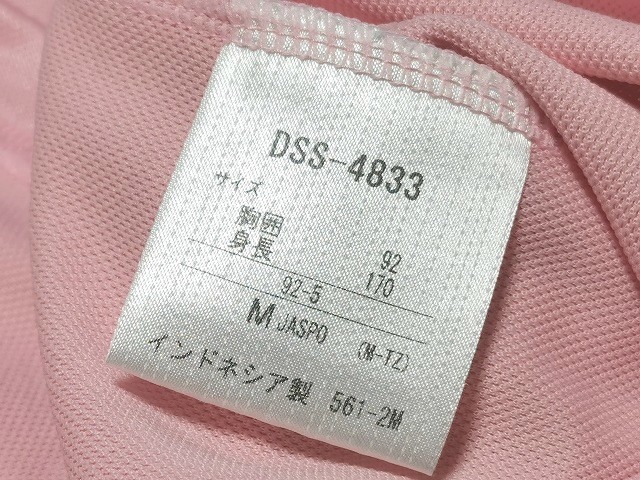 DSS-4833
サイズ
胸囲 92
身長 170
92-5
M JASPO (M-TZ)
インドネシア製 561-2M